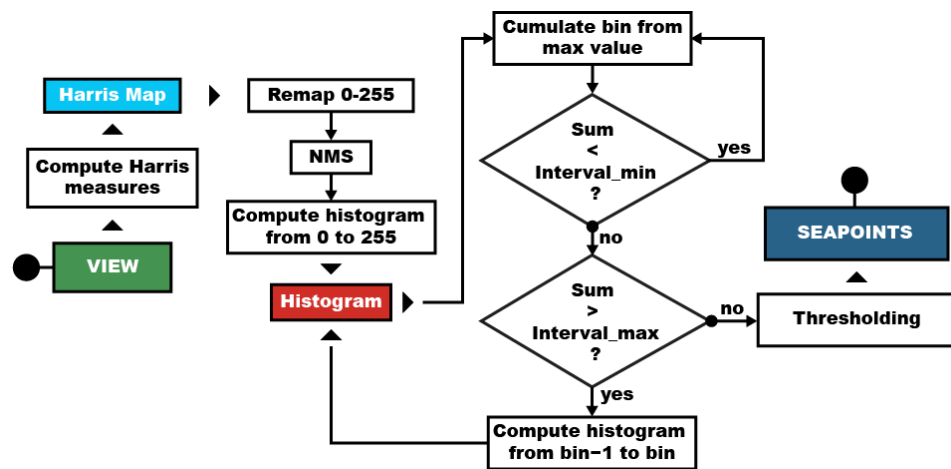 Cumulate bin from
max value
Harris Map
Remap 0-255
Sum
<
Interval_min
?
yes
NMS
Compute Harris
measures
Compute histogram
from 0 to 255
no
SEAPOINTS
VIEW
Histogram
Sum
>
Interval_max
?
no
Thresholding
yes
Compute histogram
from bin−1 to bin